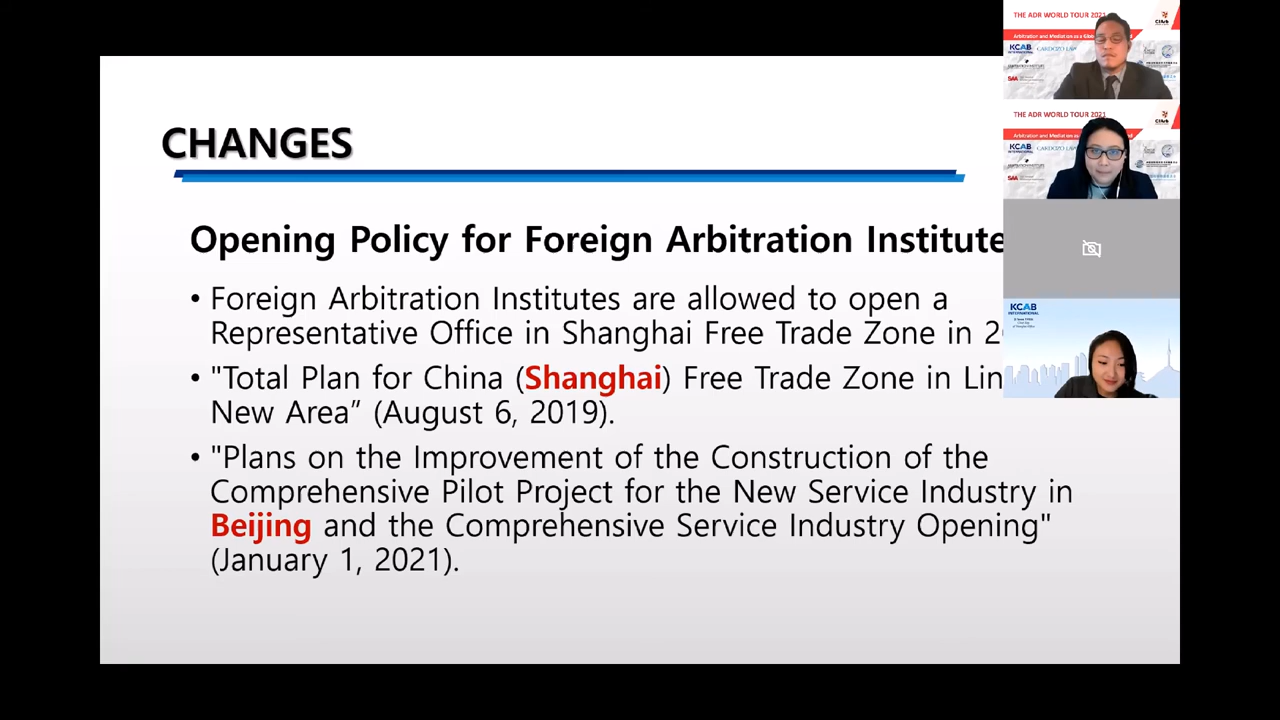 THE ADR WORLD TOUR 2021
KCAB
INTERNATIONAL
THE ADR WORLD TOUR 2021
KCAB
INTERNATIONAL
KCAB
INTERNATIONAL
CHANGES
Opening Policy for Foreign Arbitration Institute
• Foreign Arbitration Institutes are allowed to open a
Representative Office in Shanghai Free Trade Zone in
• "Total Plan for China (Shanghai) Free Trade Zone in
New Area” (August 6, 2019).
• "Plans on the Improvement of the Construction of the
Comprehensive Pilot Project for the New Service Industry in
Beijing and the Comprehensive Service Industry Opening"
(January 1, 2021).